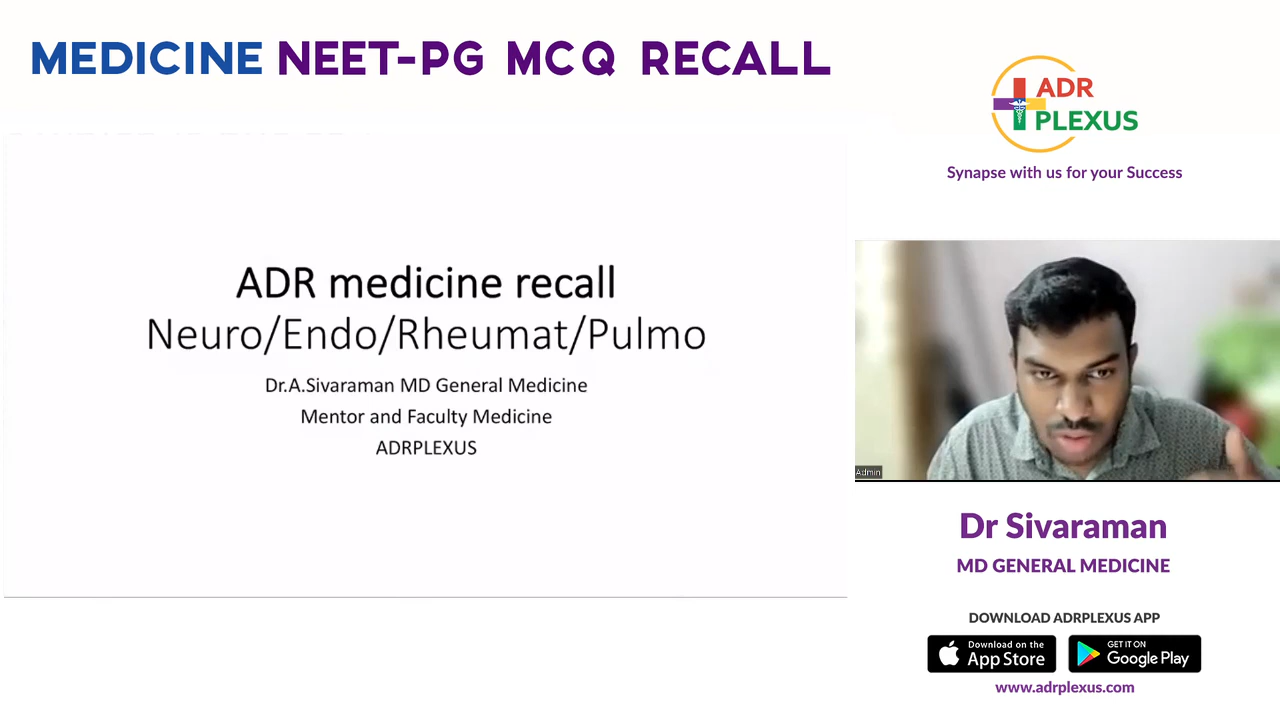 MEDICINE NEET-PG MCQ RECALL
ADR
PLEXUS
Synapse with us for your Success
ADR medicine recall
Neuro/Endo/Rheumat/Pulmo
Dr.A.Sivaraman MD General Medicine
Mentor and Faculty Medicine
ADRPLEXUS
Admin
Dr Sivaraman
MD GENERAL MEDICINE
DOWNLOAD ADRPLEXUS APP
Download on the
App Store
GET IT ON
Google Play
www.adrplexus.com